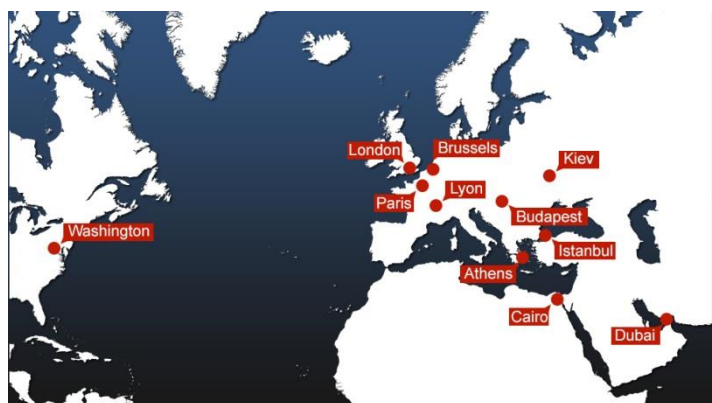 London
Brussels
Kiev
Paris
Lyon
Budapest
Washington
Istanbul
Athens
Cairo
Dubai